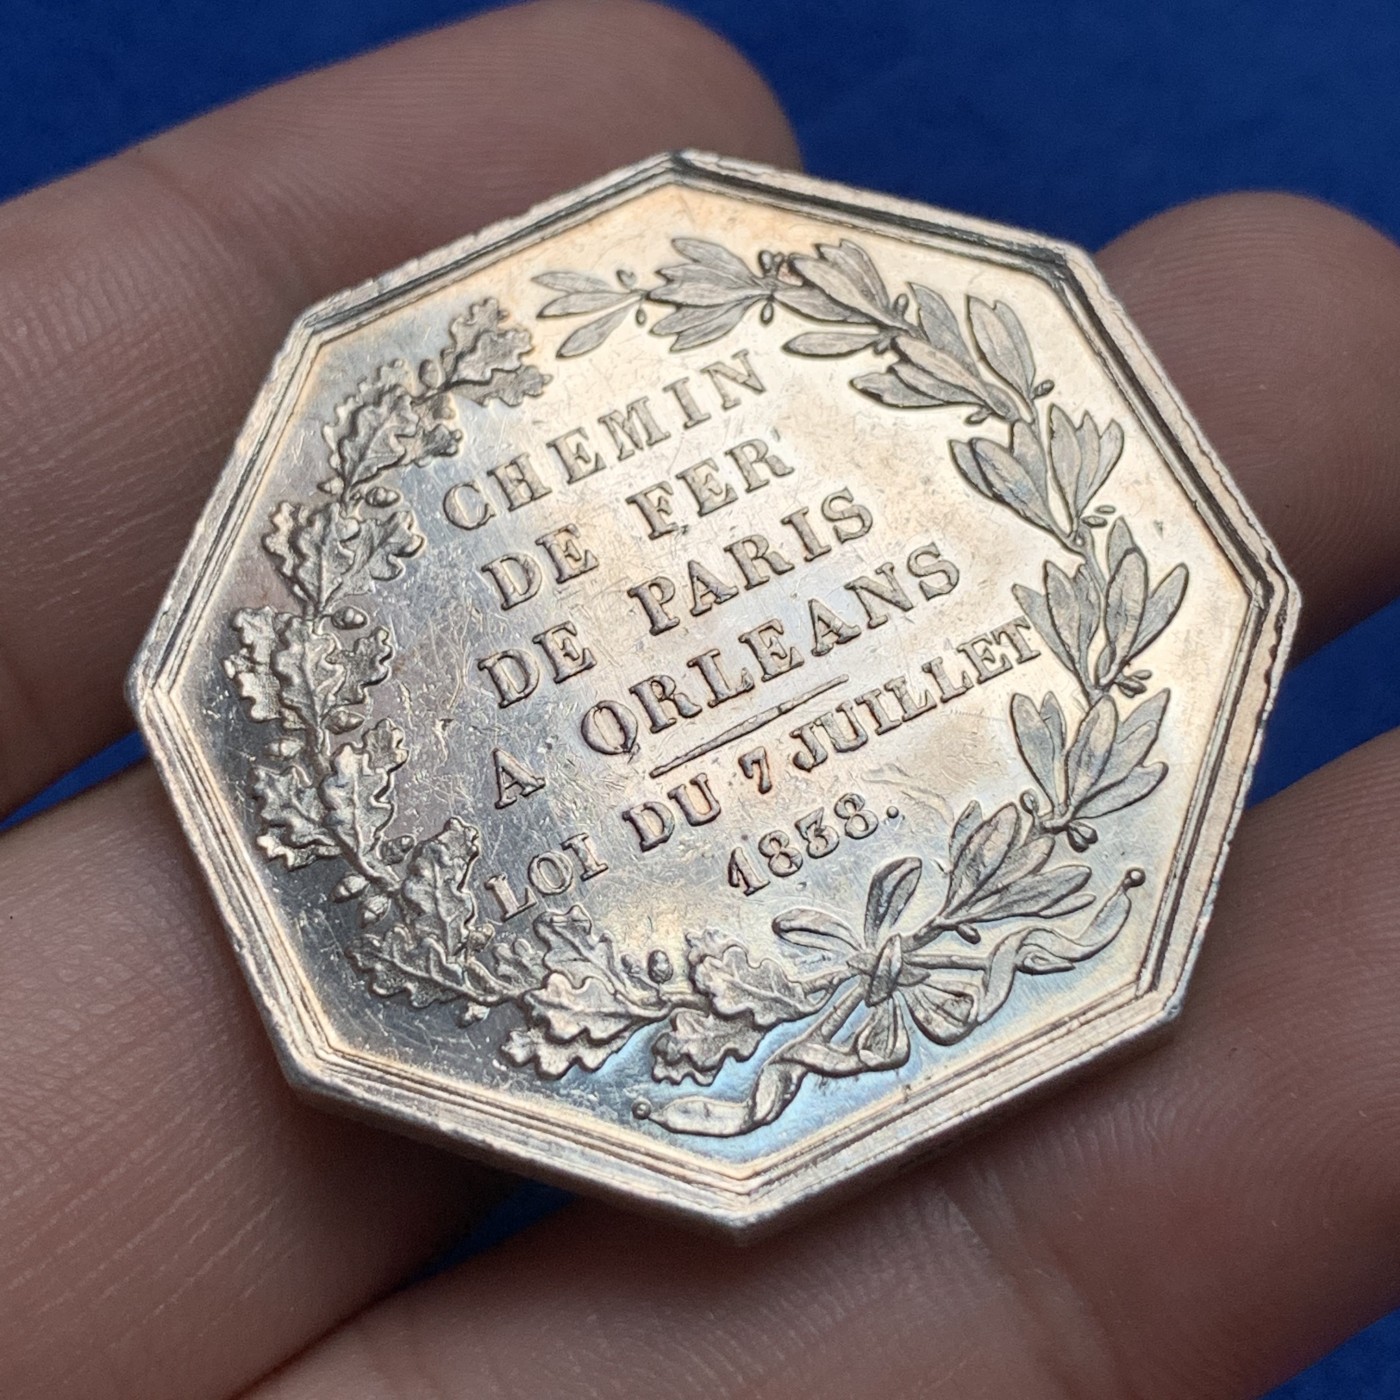 CHEMIN
DE FER
DE PARIS
A ORLEANS
LOI DU 7 JUILLET
1838.